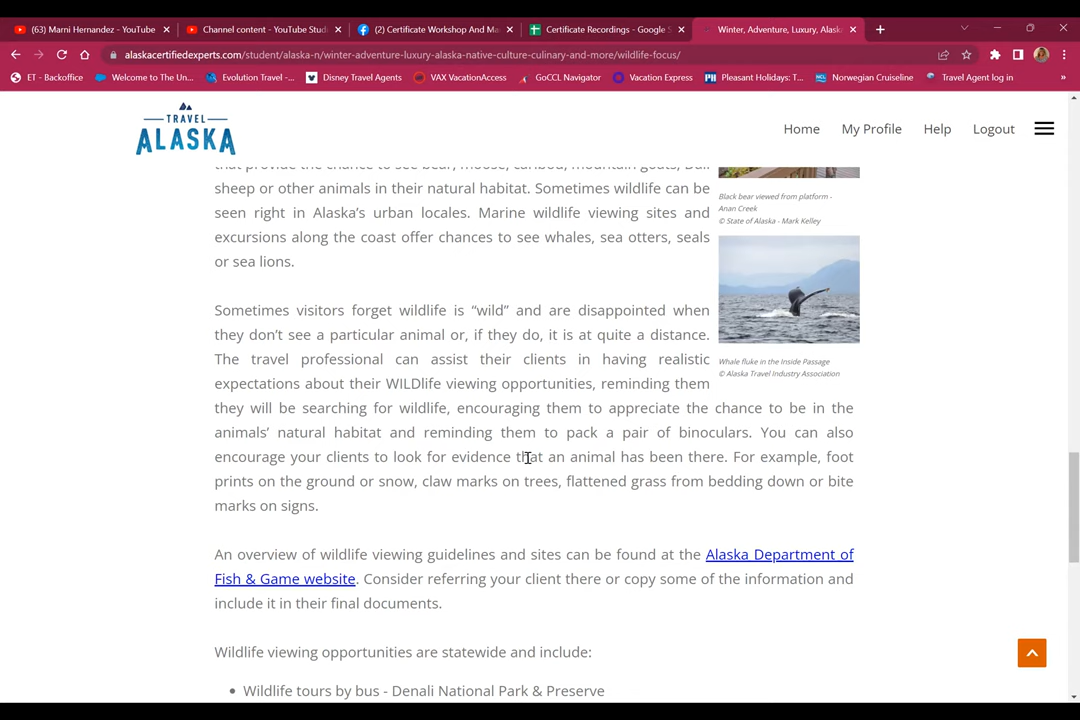 (63) Marni Hernandez - YouTube
Channel content - YouTube Studi
(2) Certificate Workshop And Ma
Certificate Recordings - Google S
Winter, Adventure, Luxury, Alask
alaskacertifiedexperts.com/student/alaska-n/winter-adventure-luxury-alaska-native-culture-culinary-and-more/wildlife-focus/
ET - Backoffice
Welcome to The Un...
Evolution Travel -...
Disney Travel Agents
VAX VacationAccess
GoCCL Navigator
Vacation Express
Pleasant Holidays: T...
Norwegian Cruiseline
Travel Agent log in
TRAVEL
ALASKA
Home
My Profile
Help
Logout
that provide the chance to see bear, moose, caribou, mountain goats, Dall
sheep or other animals in their natural habitat. Sometimes wildlife can be
seen right in Alaska's urban locales. Marine wildlife viewing sites and
excursions along the coast offer chances to see whales, sea otters, seals
or sea lions.
Black bear viewed from platform -
Anan Creek
© State of Alaska - Mark Kelley
Whale fluke in the Inside Passage
© Alaska Travel Industry Association
Sometimes visitors forget wildlife is “wild” and are disappointed when
they don't see a particular animal or, if they do, it is at quite a distance.
The travel professional can assist their clients in having realistic
expectations about their WILDlife viewing opportunities, reminding them
they will be searching for wildlife, encouraging them to appreciate the chance to be in the
animals’ natural habitat and reminding them to pack a pair of binoculars. You can also
encourage your clients to look for evidence that an animal has been there. For example, foot
prints on the ground or snow, claw marks on trees, flattened grass from bedding down or bite
marks on signs.
An overview of wildlife viewing guidelines and sites can be found at the Alaska Department of
Fish & Game website. Consider referring your client there or copy some of the information and
include it in their final documents.
Wildlife viewing opportunities are statewide and include:
• Wildlife tours by bus - Denali National Park & Preserve